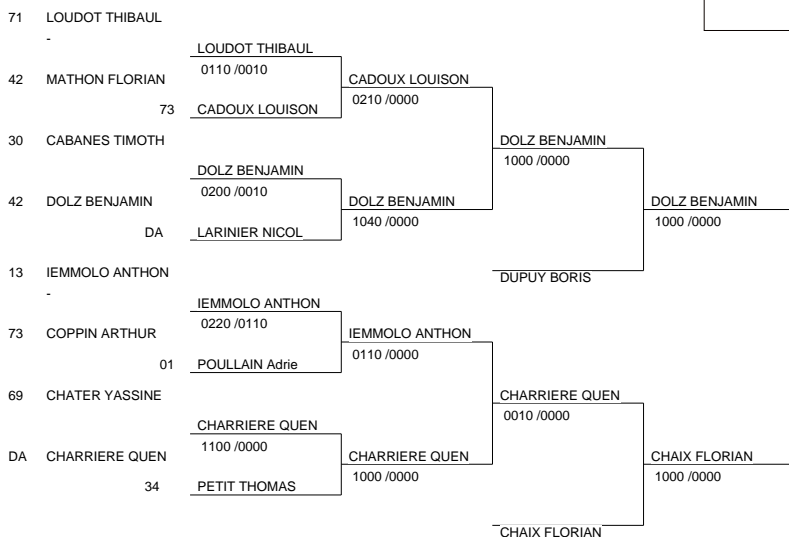 71 LOUDOT THIBAUL
-
LOUDOT THIBAUL
0110 /0010
42 MATHON FLORIAN
CADOUX LOUISON
0210 /0000
73 CADOUX LOUISON
30 CABANES TIMOTH
DOLZ BENJAMIN
1000 /0000
DOLZ BENJAMIN
0200 /0010
42 DOLZ BENJAMIN
DOLZ BENJAMIN
1040 /0000
DOLZ BENJAMIN
1000 /0000
DA LARINIER NICOL
13 IEMMOLO ANTHON
-
DUPUY BORIS
IEMMOLO ANTHON
0220 /0110
73 COPPIN ARTHUR
IEMMOLO ANTHON
0110 /0000
01 POULLAIN Adrie
69 CHATER YASSINE
CHARRIERE QUEN
0010 /0000
CHARRIERE QUEN
1100 /0000
DA CHARRIERE QUEN
CHARRIERE QUEN
1000 /0000
CHAIX FLORIAN
1000 /0000
34 PETIT THOMAS
CHAIX FLORIAN